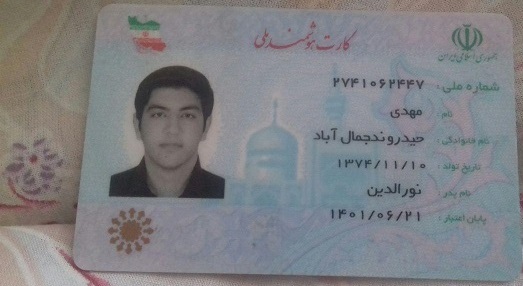 کارت هوشمند ملی
جمهوری اسلامی ایران
شماره ملی: ۲۷۴۱۰۶۲۴۴۷
نام: مهدی
نام خانوادگی: حیدروندجمال آباد
تاریخ تولد: ۱۳۷۴/۱۱/۱۰
نام پدر: نورالدین
پایان اعتبار: ۱۴۰۱/۰۶/۲۱